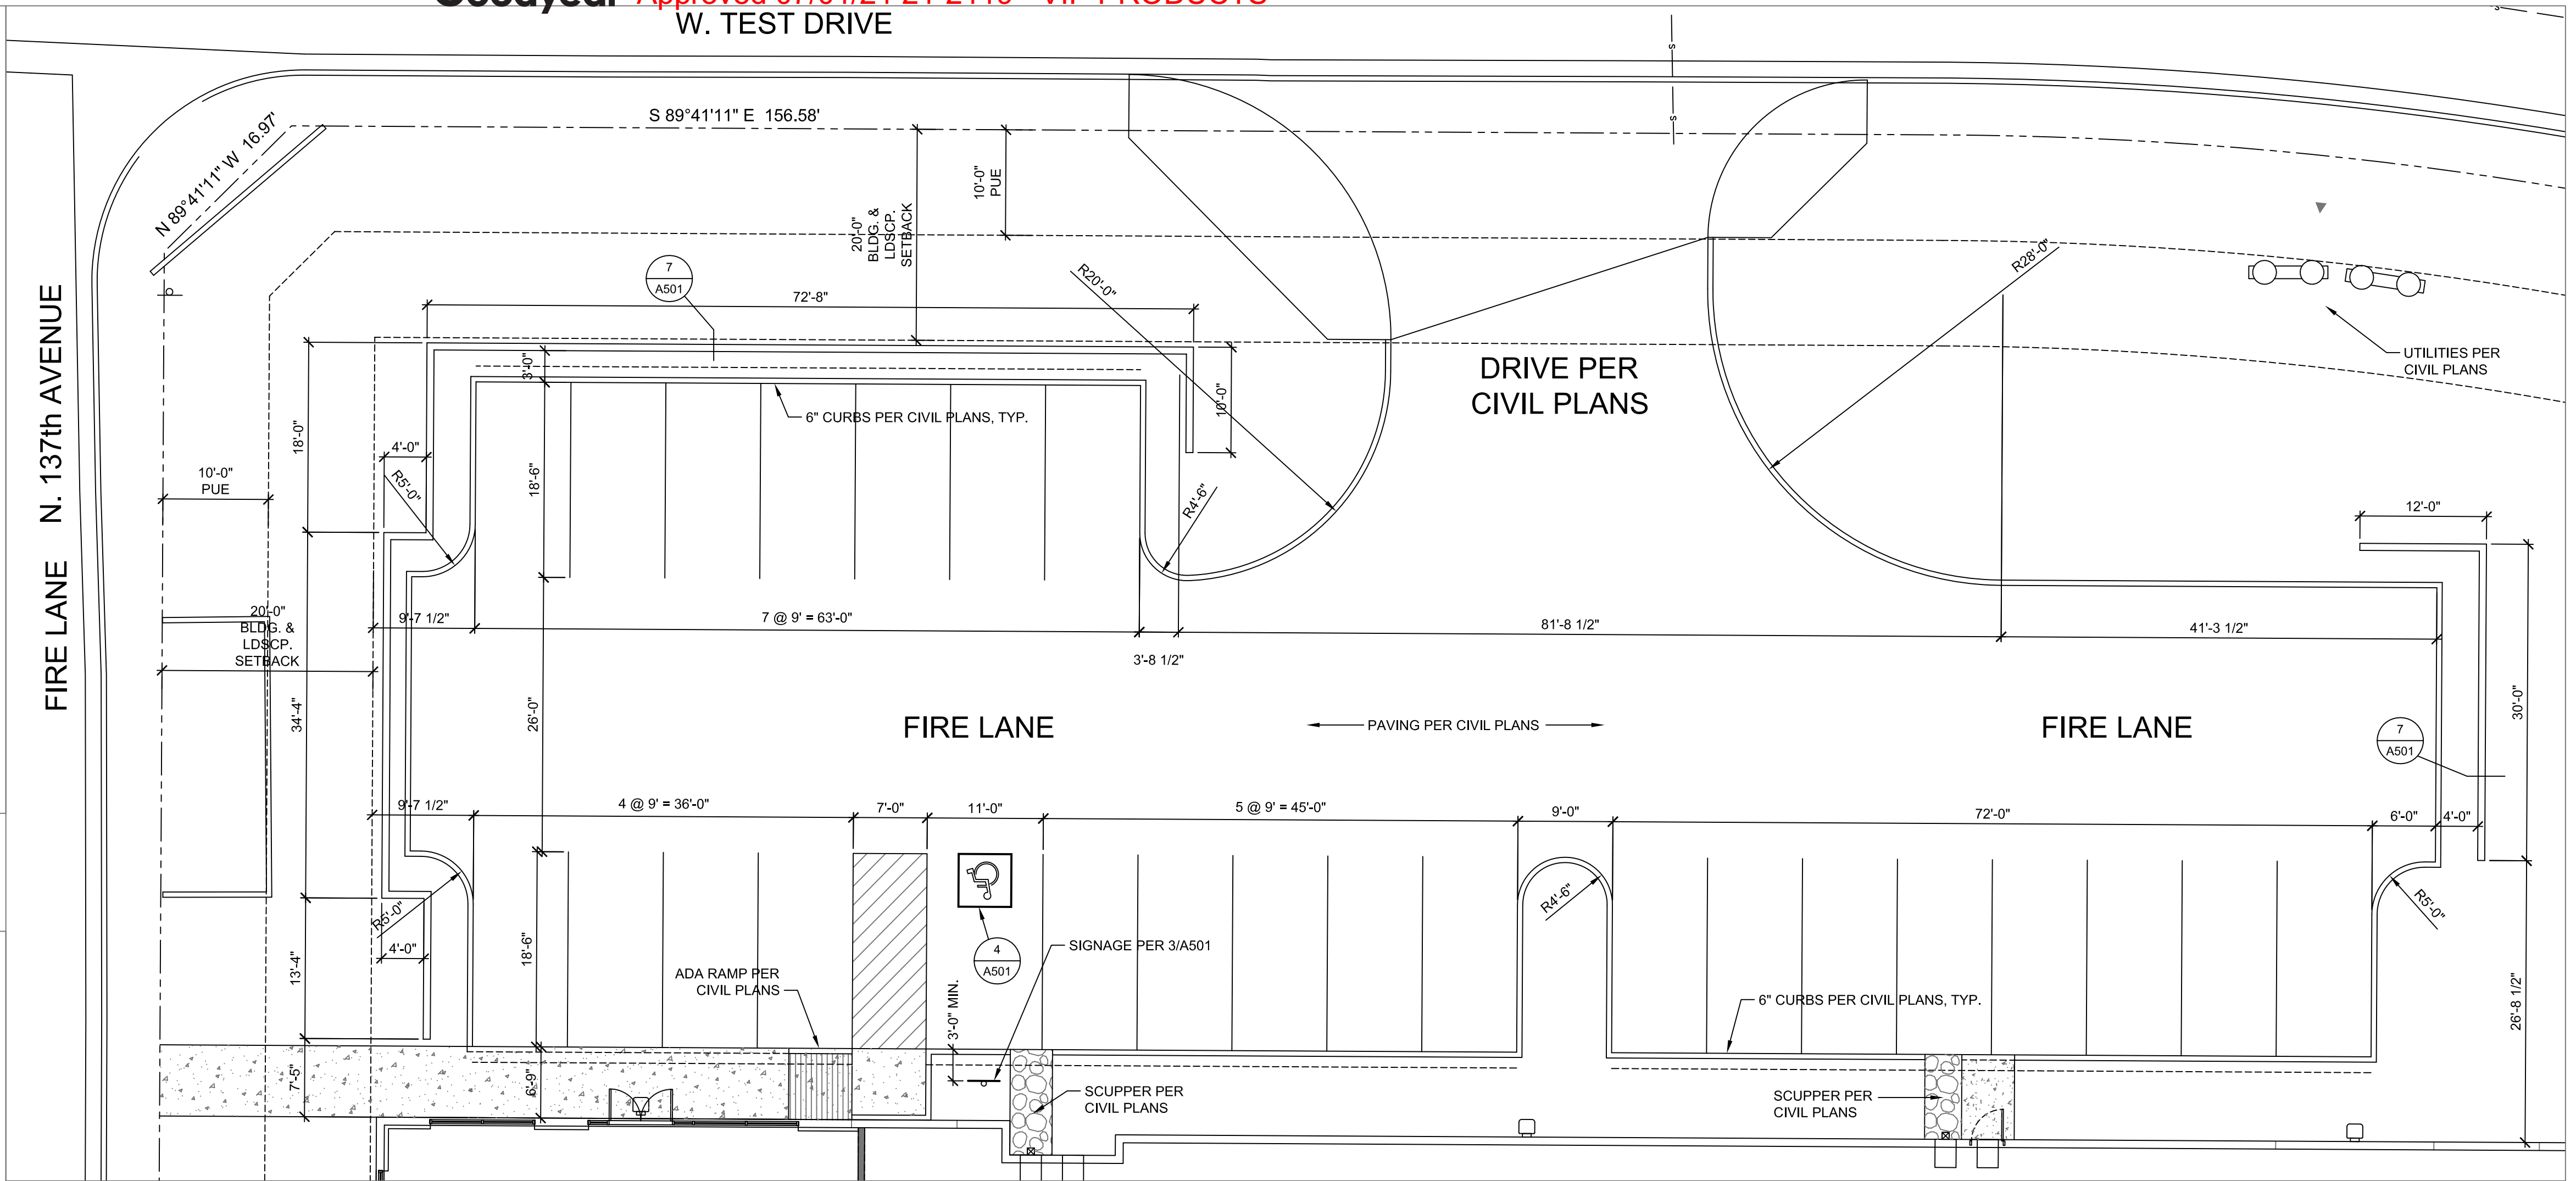 W. TEST DRIVE
S 89°41'11" E 156.58'
N 89°41'11" W 16.97'
10'-0"
PUE
20'-0"
BLDG. &
LDSCP.
SETBACK
7
A501
72'-8"
R20'-0"
R28'-0"
UTILITIES PER
CIVIL PLANS
DRIVE PER
CIVIL PLANS
3'-0"
10'-0"
6" CURBS PER CIVIL PLANS, TYP.
18'-0"
4'-0"
R5'-0"
18'-6"
R4'-6"
10'-0"
PUE
12'-0"
FIRE LANE N. 137th AVENUE
20'-0"
BLDG. &
LDSCP.
SETBACK
9'-7 1/2"
7 @ 9' = 63'-0"
3'-8 1/2"
81'-8 1/2"
41'-3 1/2"
34'-4"
26'-0"
FIRE LANE
PAVING PER CIVIL PLANS
FIRE LANE
30'-0"
7
A501
9'-7 1/2"
4 @ 9' = 36'-0"
7'-0"
11'-0"
5 @ 9' = 45'-0"
9'-0"
72'-0"
6'-0"
4'-0"
R5'-0"
4'-0"
13'-4"
18'-6"
ADA RAMP PER
CIVIL PLANS
4
A501
SIGNAGE PER 3/A501
3'-0" MIN.
R4'-6"
R5'-0"
6" CURBS PER CIVIL PLANS, TYP.
26'-8 1/2"
7'-5"
6'-9"
SCUPPER PER
CIVIL PLANS
SCUPPER PER
CIVIL PLANS
S
S